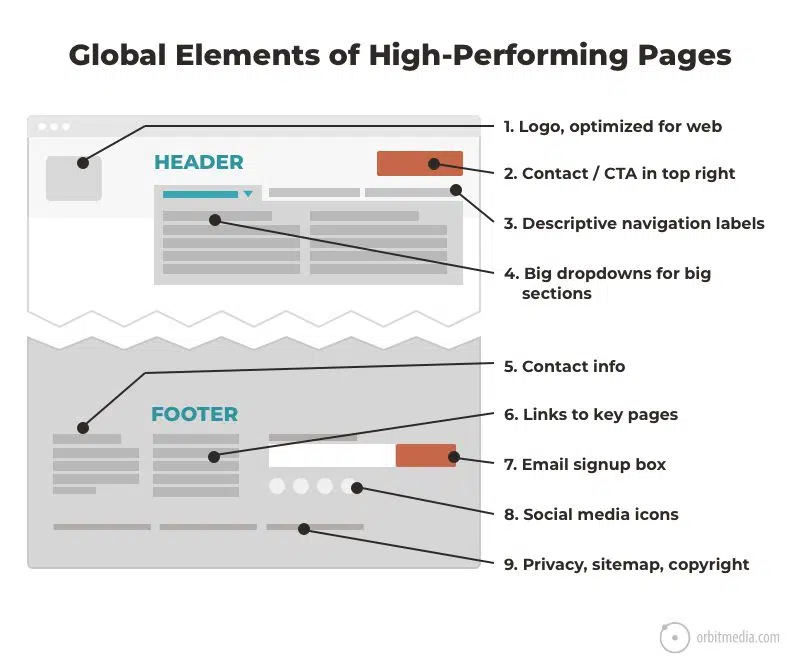 Global Elements of High-Performing Pages
HEADER
1. Logo, optimized for web
2. Contact / CTA in top right
3. Descriptive navigation labels
4. Big dropdowns for big
sections
FOOTER
5. Contact info
6. Links to key pages
7. Email signup box
8. Social media icons
9. Privacy, sitemap, copyright
orbitmedia.com